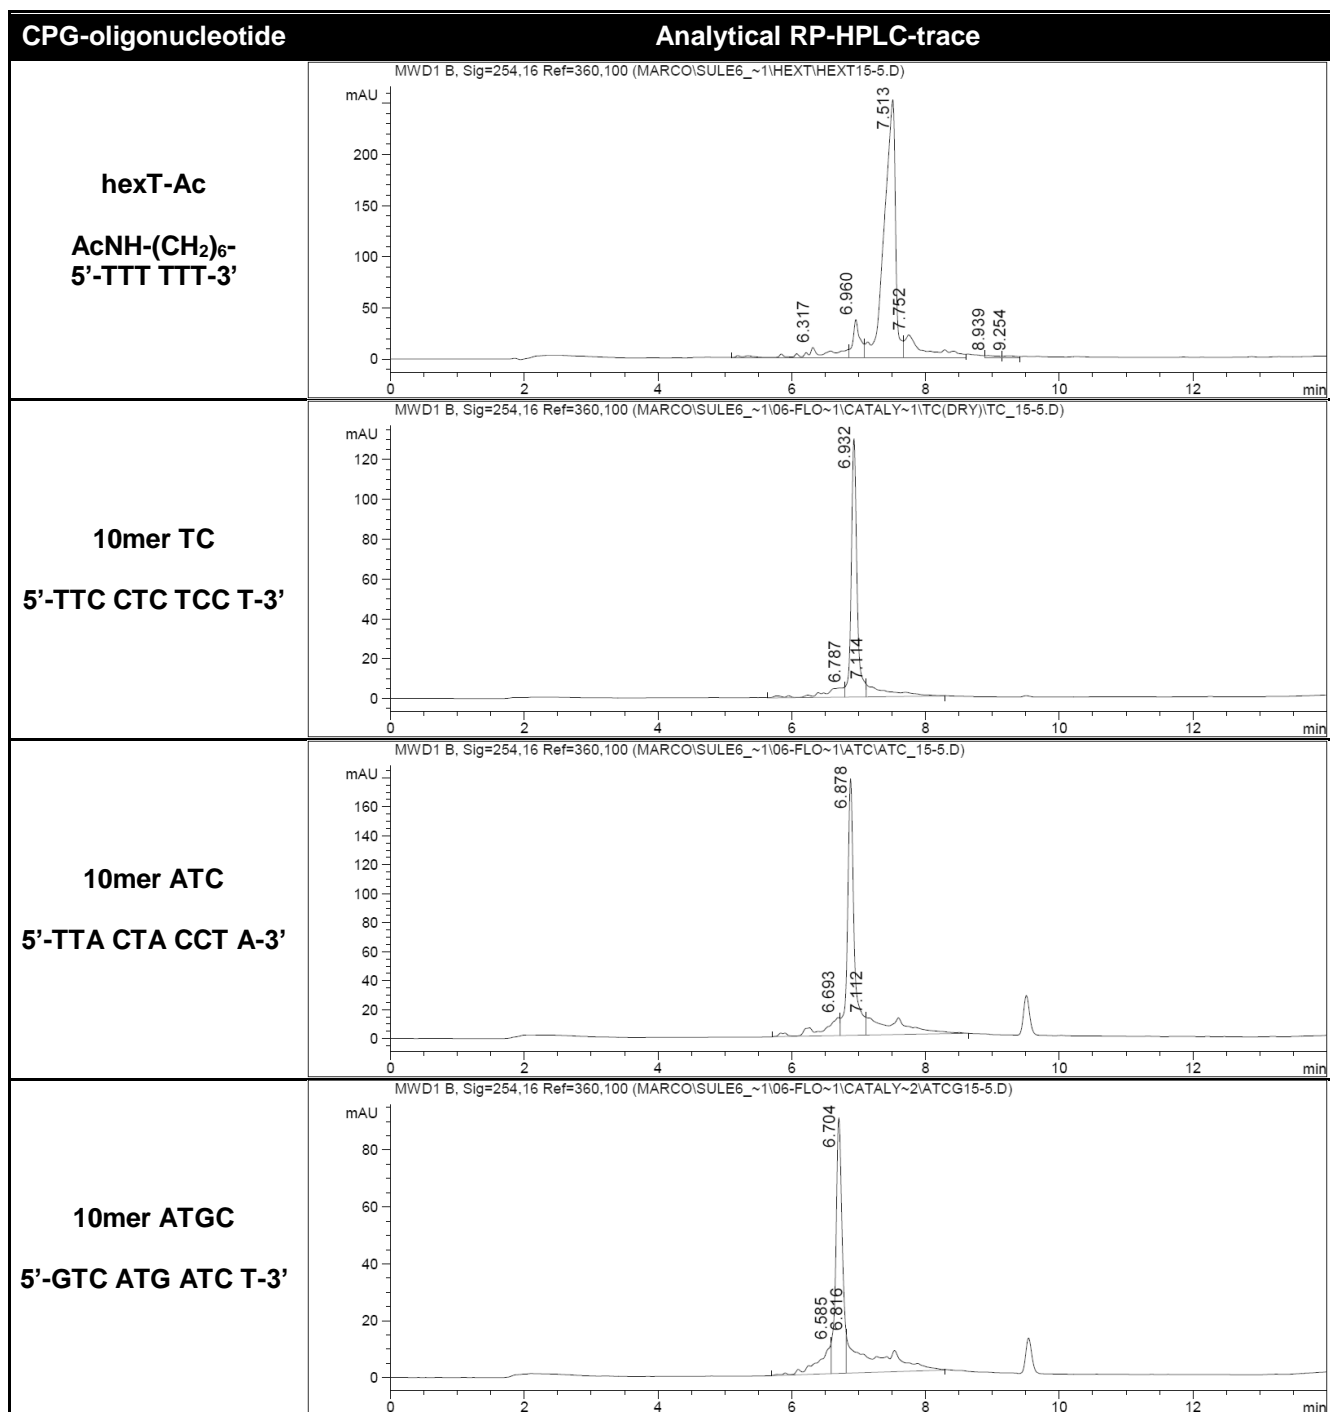 CPG-oligonucleotide Analytical RP-HPLC-trace
hexT-Ac
AcNH-(CH₂)₆-
5’-TTT TTT-3’
MWD1 B, Sig=254,16 Ref=360,100 (MARCO\SULE6_~1\HEXT\HEXT15-5.D)
mAU
200
150
100
50
0
6.317
6.960
7.513
7.752
8.939
9.254
0 2 4 6 8 10 12 min
10mer TC
5’-TTC CTC TCC T-3’
MWD1 B, Sig=254,16 Ref=360,100 (MARCO\SULE6_~1\06-FLO~1\CATALY~1\TC(DRY)\TC_15-5.D)
mAU
120
100
80
60
40
20
0
6.787
6.932
7.114
0 2 4 6 8 10 12 min
10mer ATC
5’-TTA CTA CCT A-3’
MWD1 B, Sig=254,16 Ref=360,100 (MARCO\SULE6_~1\06-FLO~1\ATC\ATC_15-5.D)
mAU
160
140
120
100
80
60
40
20
0
6.693
6.878
7.112
0 2 4 6 8 10 12 min
10mer ATGC
5’-GTC ATG ATC T-3’
MWD1 B, Sig=254,16 Ref=360,100 (MARCO\SULE6_~1\06-FLO~1\CATALY~2\ATCG15-5.D)
mAU
80
60
40
20
0
6.585
6.704
6.816
0 2 4 6 8 10 12 min